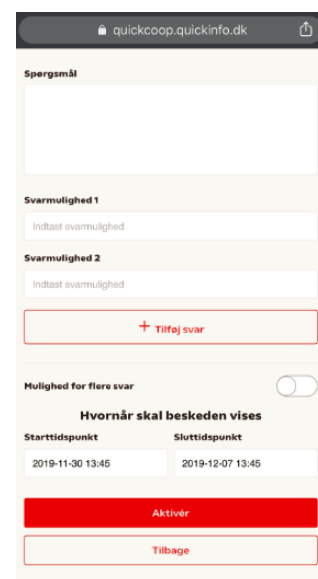 quickcoop.quickinfo.dk
Spørgsmål
Svarmulighed 1
Indtast svarmulighed
Svarmulighed 2
Indtast svarmulighed
+ Tilføj svar
Mulighed for flere svar
Hvornår skal beskeden vises
Starttidspunkt Sluttidspunkt
2019-11-30 13:45 2019-12-07 13:45
Aktivér
Tilbage